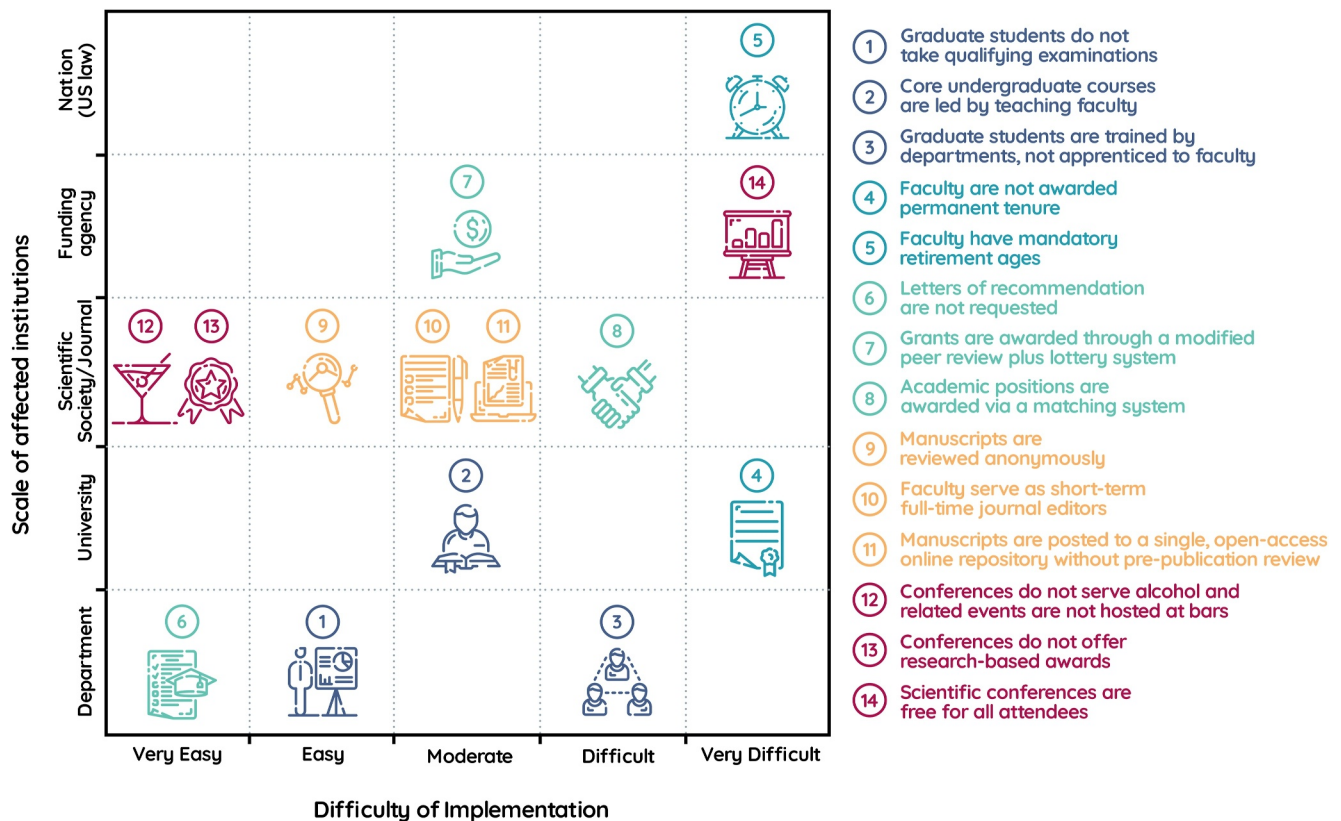 Scale of affected institutions
Nation
(US law)
5
Funding
agency
7
14
$
Scientific
Society/Journal
12
13
9
10
11
8
University
2
4
Department
6
1
3
Very Easy
Easy
Moderate
Difficult
Very Difficult
Difficulty of Implementation
1
Graduate students do not
take qualifying examinations
2
Core undergraduate courses
are led by teaching faculty
3
Graduate students are trained by
departments, not apprenticed to faculty
4
Faculty are not awarded
permanent tenure
5
Faculty have mandatory
retirement ages
6
Letters of recommendation
are not requested
7
Grants are awarded through a modified
peer review plus lottery system
8
Academic positions are
awarded via a matching system
9
Manuscripts are
reviewed anonymously
10
Faculty serve as short-term
full-time journal editors
11
Manuscripts are posted to a single, open-access
online repository without pre-publication review
12
Conferences do not serve alcohol and
related events are not hosted at bars
13
Conferences do not offer
research-based awards
14
Scientific conferences are
free for all attendees